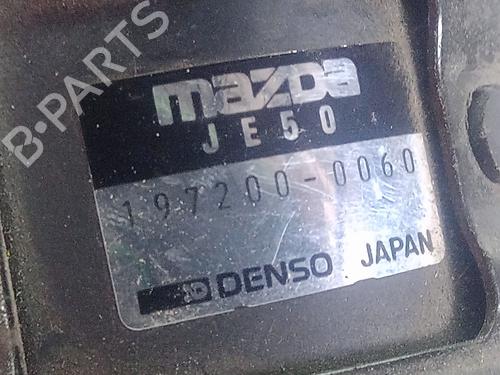 B·PARTS
mazda
JE50
197200-0060
DENSO JAPAN